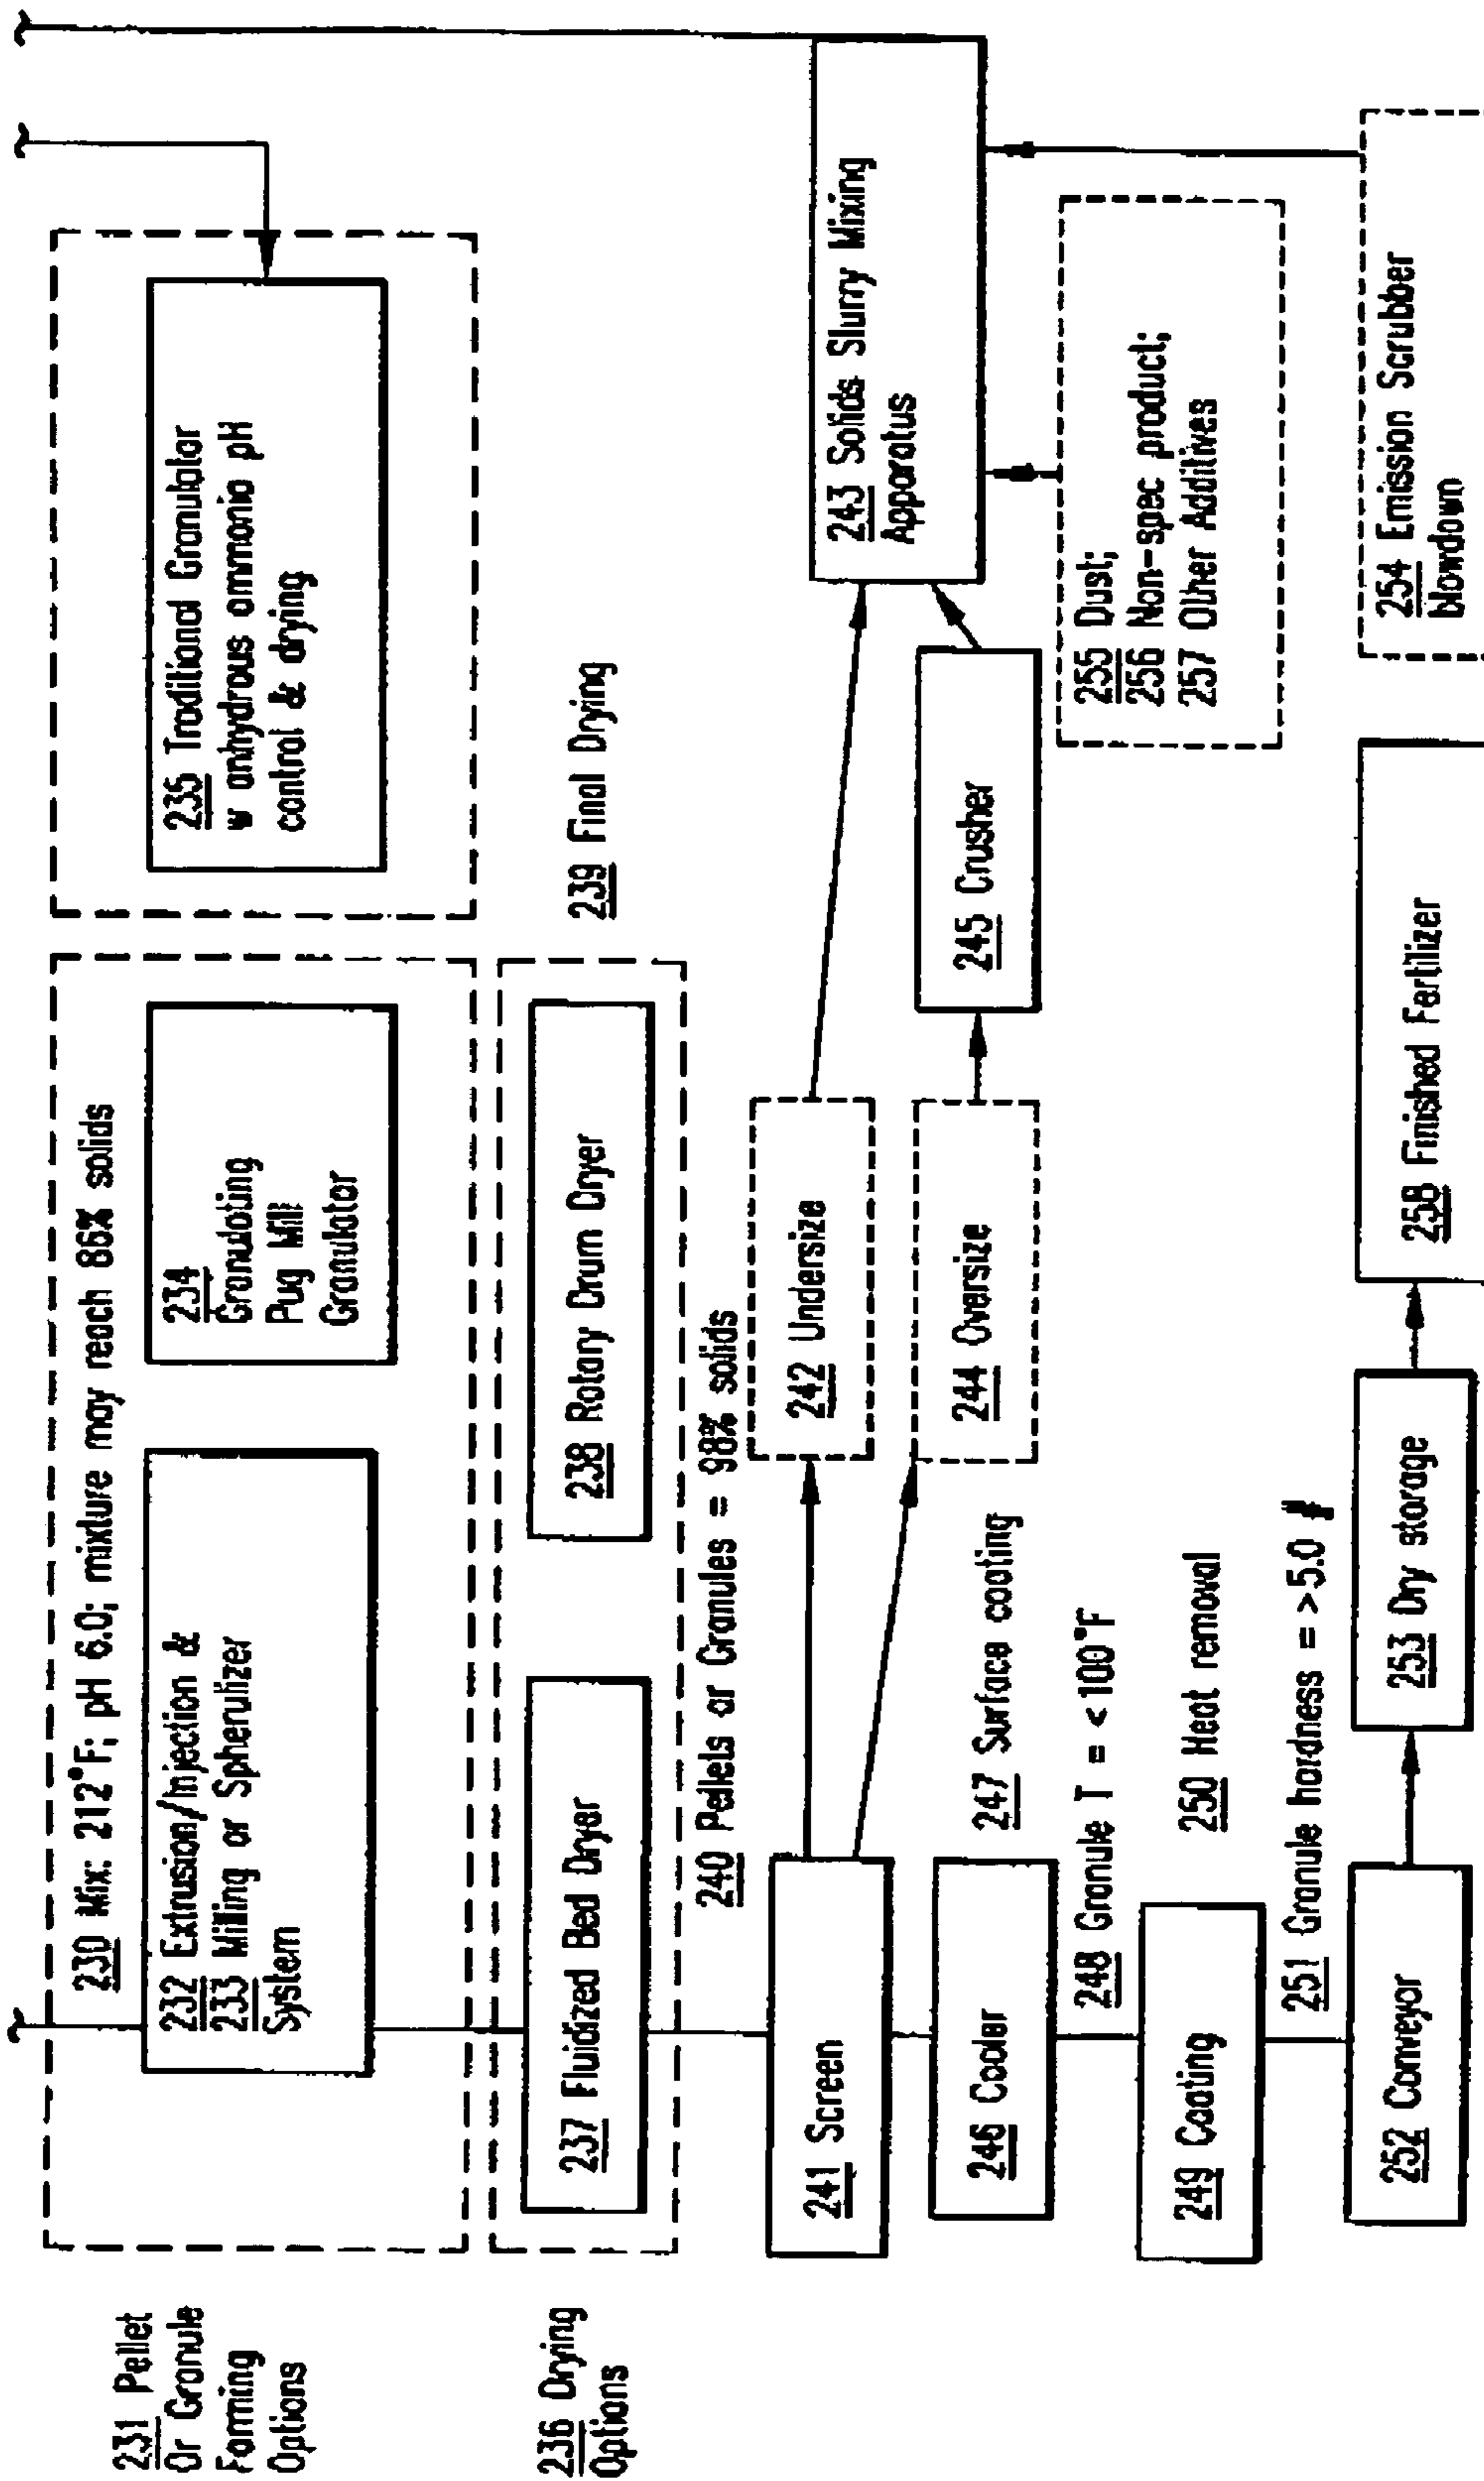 231 Pellet
Or Granule
Forming
Options
230 Mix: 212°F; pH 6.0; mixture may reach 86% solids
232 Extrusion/Injection &
233 Milling or Spherulizer
System
234
Granulating
Pug Mill
Granulator
235 Traditional Granulator
w anhydrous ammonia pH
control & drying
236 Drying
Options
237 Fluidized Bed Dryer
238 Rotary Drum Dryer
239 Final Drying
240 Pellets or Granules = 98% solids
241 Screen
242 Undersize
243 Solids Slurry Mixing
Apparatus
244 Oversize
245 Crusher
246 Cooler
247 Surface coating
248 Granule T = <100°F
255 Dust;
256 Non-spec product;
257 Other Additives
249 Coating
250 Heat removal
251 Granule hardness = >5.0 #
252 Conveyor
253 Dry storage
258 Finished Fertilizer
254 Emission Scrubber
blowdown